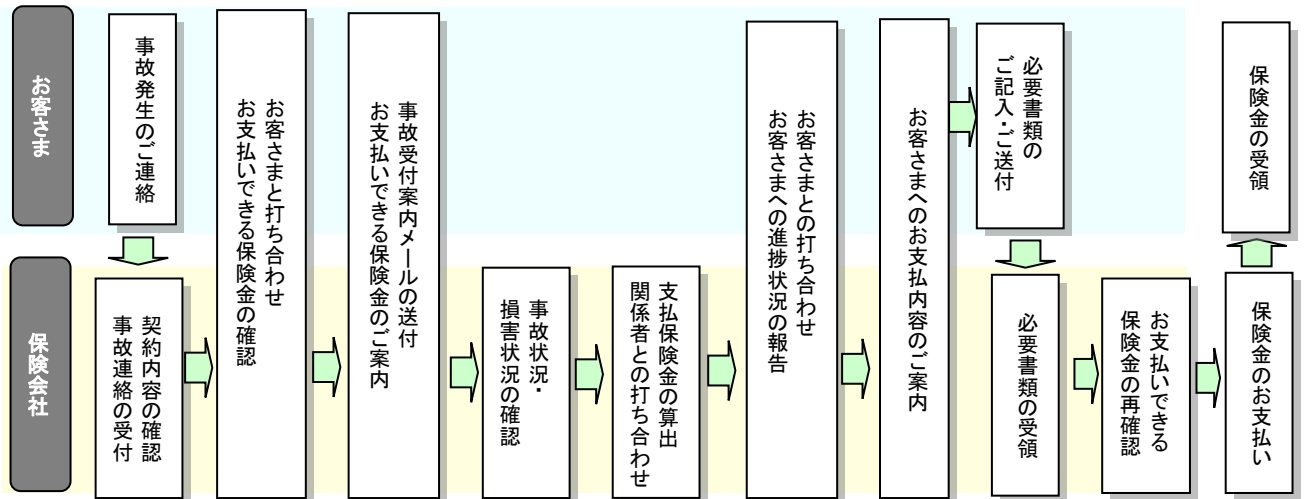 お客さま
保険会社
事故発生のご連絡
契約内容の確認
事故連絡の受付
お客さまと打ち合わせ
お支払いできる保険金の確認
事故受付案内メールの送付
お支払いできる保険金のご案内
事故状況・
損害状況の確認
支払保険金の算出
関係者との打ち合わせ
お客さまとの打ち合わせ
お客さまへの進捗状況の報告
お客さまへのお支払内容のご案内
必要書類の
ご記入・ご送付
必要書類の受領
お支払いできる
保険金の再確認
保険金のお支払い
保険金の受領